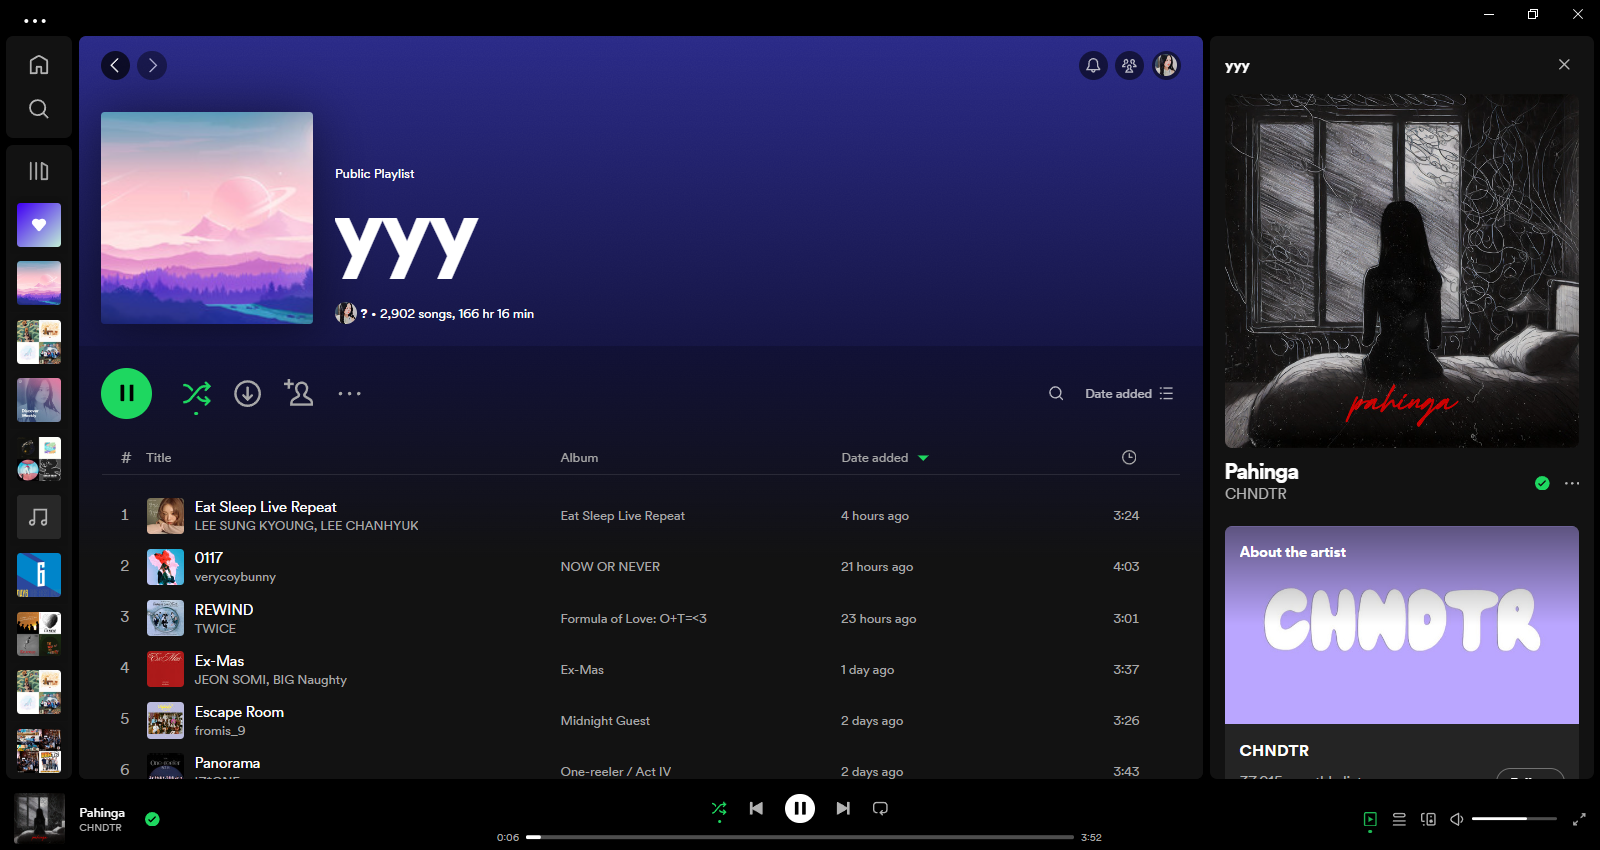 Public Playlist
yyy
? • 2,902 songs, 166 hr 16 min
Date added
# Title Album Date added
1 Eat Sleep Live Repeat Eat Sleep Live Repeat 4 hours ago 3:24
LEE SUNG KYOUNG, LEE CHANHYUK
2 0117 NOW OR NEVER 21 hours ago 4:03
verycoybunny
3 REWIND Formula of Love: O+T=<3 23 hours ago 3:01
TWICE
4 Ex-Mas Ex-Mas 1 day ago 3:37
JEON SOMI, BIG Naughty
5 Escape Room Midnight Guest 2 days ago 3:26
fromis_9
6 Panorama One-reeler / Act IV 2 days ago 3:43
yyy
pahinga
Pahinga
CHNDTR
About the artist
CHNDTR
CHNDTR
Pahinga
CHNDTR
0:06 3:52